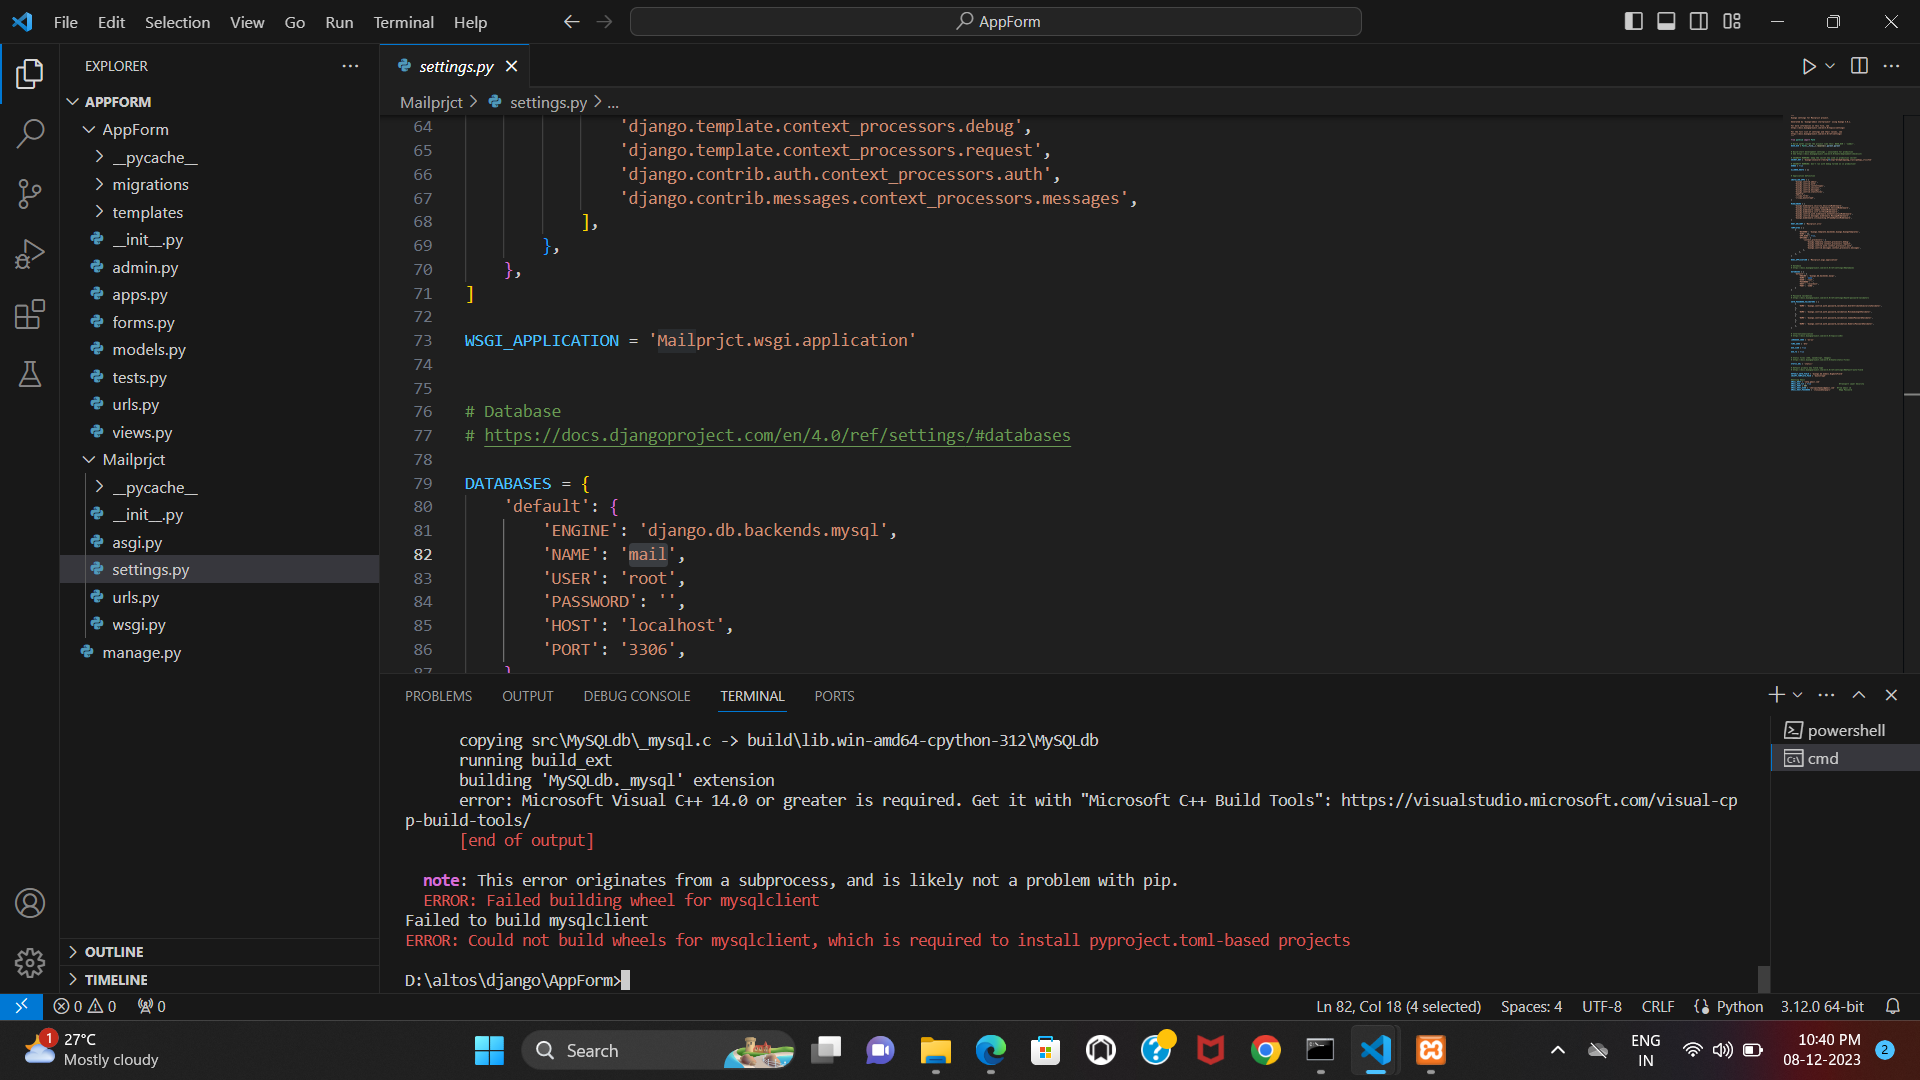 File Edit Selection View Go Run Terminal Help
AppForm
EXPLORER
settings.py
APPFORM
Mailprjct > settings.py > ...
AppForm
__pycache__
migrations
templates
__init__.py
admin.py
apps.py
forms.py
models.py
tests.py
urls.py
views.py
Mailprjct
__pycache__
__init__.py
asgi.py
settings.py
urls.py
wsgi.py
manage.py
OUTLINE
TIMELINE
64 'django.template.context_processors.debug',
65 'django.template.context_processors.request',
66 'django.contrib.auth.context_processors.auth',
67 'django.contrib.messages.context_processors.messages',
68 ],
69 },
70 },
71 ]
72
73 WSGI_APPLICATION = 'Mailprjct.wsgi.application'
74
75
76 # Database
77 # https://docs.djangoproject.com/en/4.0/ref/settings/#databases
78
79 DATABASES = {
80 'default': {
81 'ENGINE': 'django.db.backends.mysql',
82 'NAME': 'mail',
83 'USER': 'root',
84 'PASSWORD': '',
85 'HOST': 'localhost',
86 'PORT': '3306',
87 }
PROBLEMS OUTPUT DEBUG CONSOLE TERMINAL PORTS
copying src\MySQLdb\_mysql.c -> build\lib.win-amd64-cpython-312\MySQLdb
running build_ext
building 'MySQLdb._mysql' extension
error: Microsoft Visual C++ 14.0 or greater is required. Get it with "Microsoft C++ Build Tools": https://visualstudio.microsoft.com/visual-cp
p-build-tools/
[end of output]
note: This error originates from a subprocess, and is likely not a problem with pip.
ERROR: Failed building wheel for mysqlclient
Failed to build mysqlclient
ERROR: Could not build wheels for mysqlclient, which is required to install pyproject.toml-based projects
D:\altos\django\AppForm>
powershell
cmd
0 0 0
Ln 82, Col 18 (4 selected) Spaces: 4 UTF-8 CRLF Python 3.12.0 64-bit
1
27°C
Mostly cloudy
Search
ENG
IN
10:40 PM
08-12-2023
2